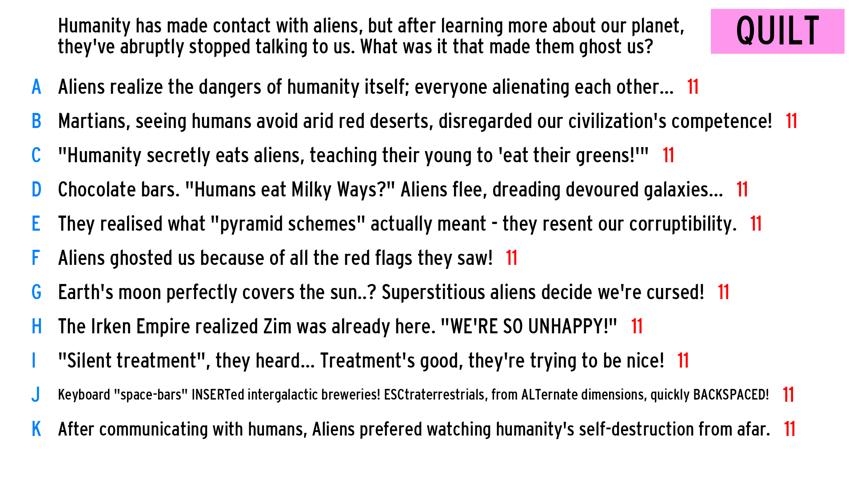 Humanity has made contact with aliens, but after learning more about our planet,
they've abruptly stopped talking to us. What was it that made them ghost us?
QUILT
A Aliens realize the dangers of humanity itself; everyone alienating each other... 11
B Martians, seeing humans avoid arid red deserts, disregarded our civilization's competence! 11
C "Humanity secretly eats aliens, teaching their young to 'eat their greens!'" 11
D Chocolate bars. "Humans eat Milky Ways?" Aliens flee, dreading devoured galaxies... 11
E They realised what "pyramid schemes" actually meant - they resent our corruptibility. 11
F Aliens ghosted us because of all the red flags they saw! 11
G Earth's moon perfectly covers the sun..? Superstitious aliens decide we're cursed! 11
H The Irken Empire realized Zim was already here. "WE'RE SO UNHAPPY!" 11
I "Silent treatment", they heard... Treatment's good, they're trying to be nice! 11
J Keyboard "space-bars" INSERTed intergalactic breweries! ESCtraterrestrials, from ALTernate dimensions, quickly BACKSPACED! 11
K After communicating with humans, Aliens prefered watching humanity's self-destruction from afar. 11